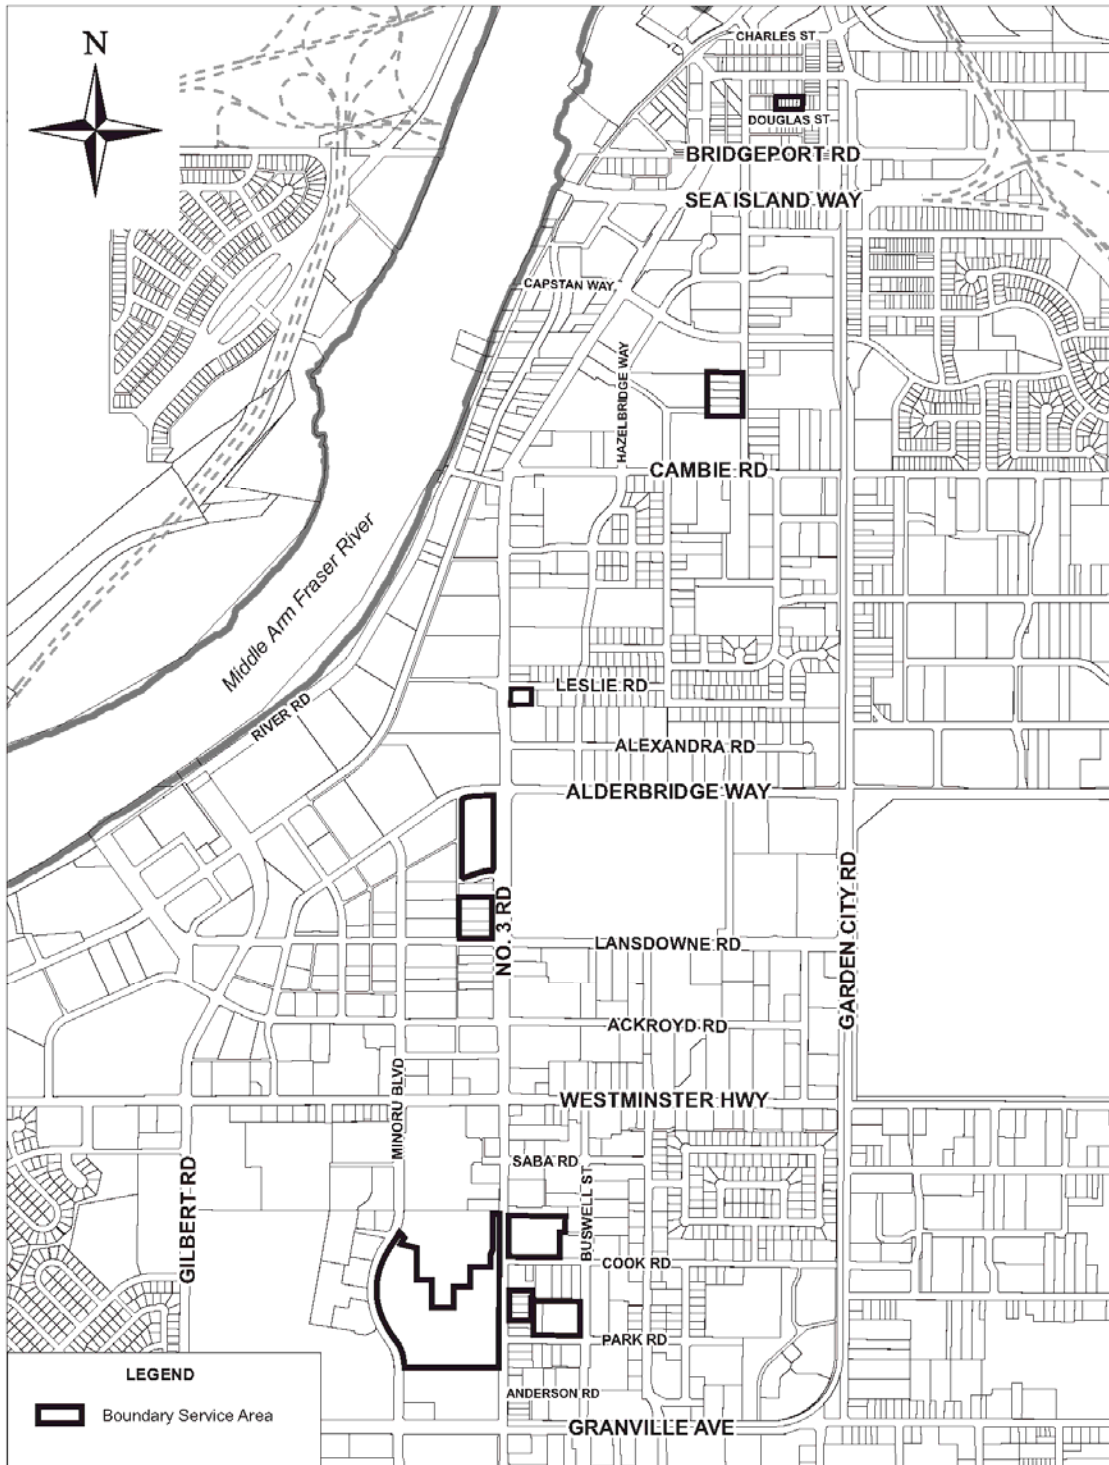 N
CHARLES ST
DOUGLAS ST
BRIDGEPORT RD
SEA ISLAND WAY
CAPSTAN WAY
HAZELBRIDGE WAY
CAMBIE RD
Middle Arm Fraser River
RIVER RD
LESLIE RD
ALEXANDRA RD
ALDERBRIDGE WAY
NO. 3 RD
GARDEN CITY RD
LANSDOWNE RD
ACKROYD RD
MINORU BLVD
WESTMINSTER HWY
GILBERT RD
SABA RD
BUSWELL ST
COOK RD
PARK RD
ANDERSON RD
GRANVILLE AVE
LEGEND
Boundary Service Area